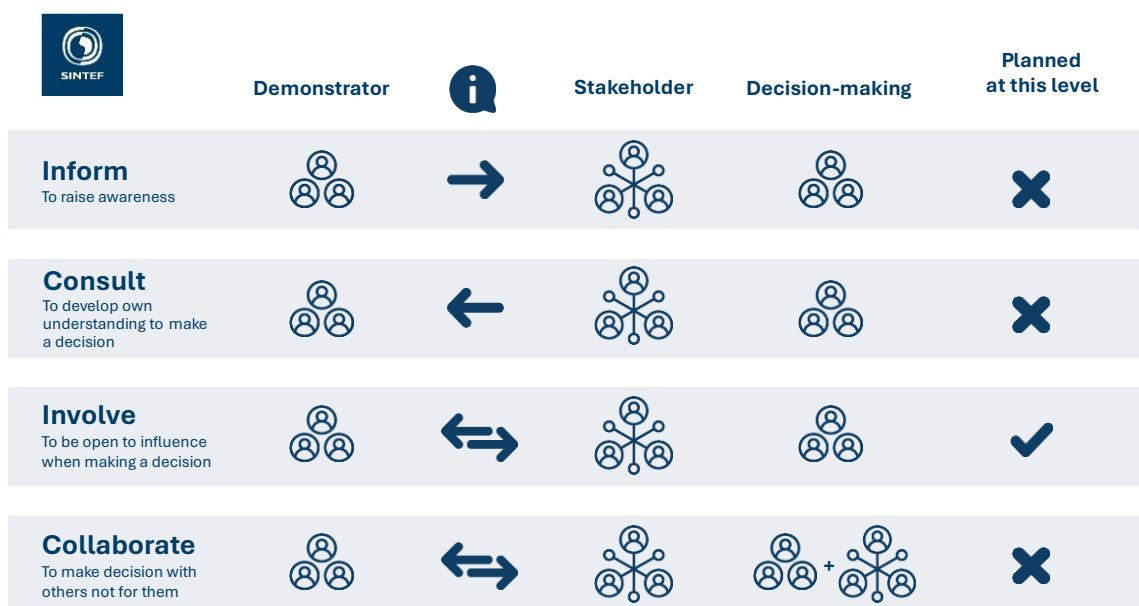 SINTEF
Demonstrator
i
Stakeholder
Decision-making
Planned
at this level
Inform
To raise awareness
Consult
To develop own
understanding to make
a decision
Involve
To be open to influence
when making a decision
Collaborate
To make decision with
others not for them
+